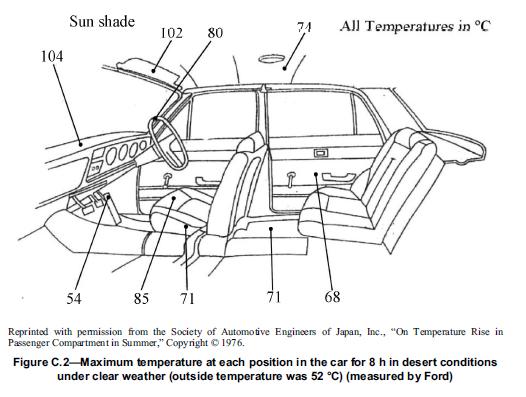 Sun shade
102
80
74
All Temperatures in °C
104
54
85
71
71
68
Reprinted with permission from the Society of Automotive Engineers of Japan, Inc., “On Temperature Rise in
Passenger Compartment in Summer,” Copyright © 1976.
Figure C.2—Maximum temperature at each position in the car for 8 h in desert conditions
under clear weather (outside temperature was 52 °C) (measured by Ford)